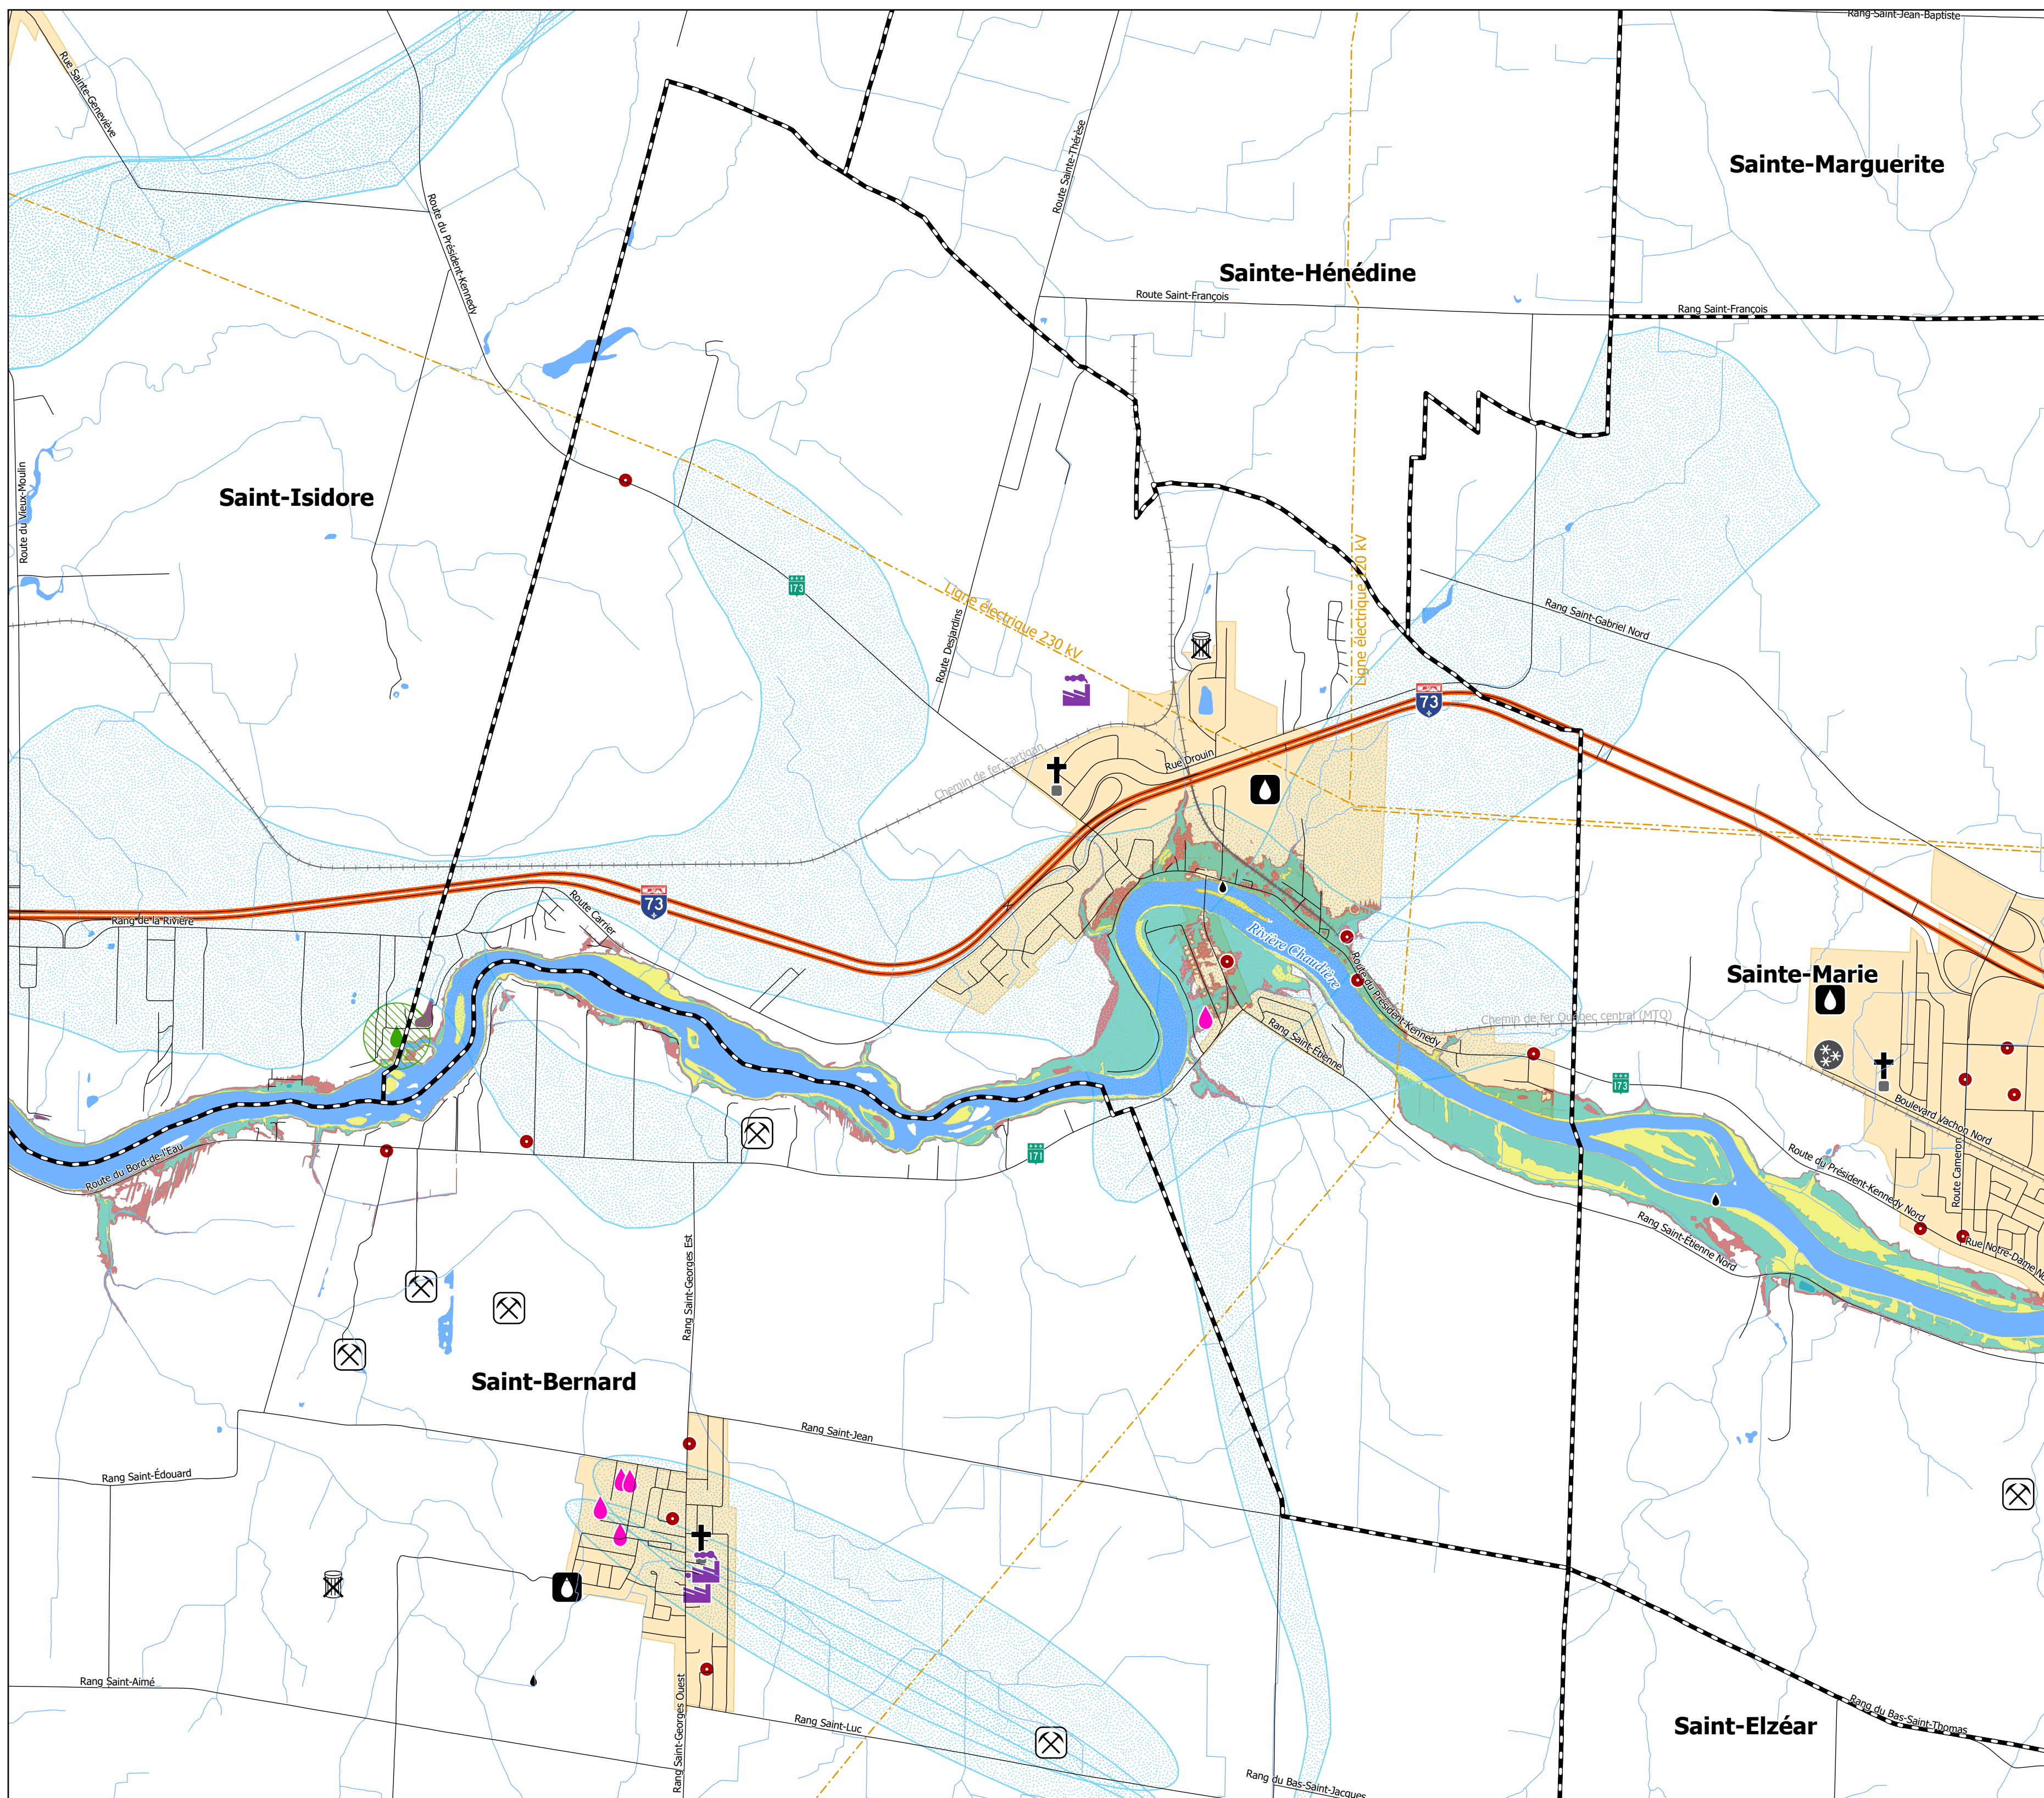 Rang-Saint-Jean-Baptiste
Rue Sainte-Geneviève
Route du Président-Kennedy
Route Sainte-Thérèse
Sainte-Marguerite
Sainte-Hénédine
Route Saint-François
Rang Saint-François
Route du Vieux-Moulin
Saint-Isidore
173
Ligne électrique 230 kV
Ligne électrique 120 kV
Rang Saint-Gabriel Nord
Route Desjardins
73
Chemin de fer sartigan
Rue Drouin
Rang de la Rivière
Route Carrier
73
Rivière Chaudière
Route du Président-Kennedy
Sainte-Marie
Chemin de fer Québec central (MTQ)
Rang Saint-Étienne
173
Boulevard Vachon Nord
Route Cameron
171
Route du Bord-de-l'Eau
Route du Président-Kennedy Nord
Rang Saint-Étienne Nord
Rue Notre-Dame No
Rang Saint-Georges Est
Saint-Bernard
Rang Saint-Jean
Rang Saint-Édouard
Rang Saint-Aimé
Rang Saint-Georges Ouest
Rang Saint-Luc
Saint-Elzéar
Rang du Bas-Saint-Thomas
Rang du Bas-Saint-Jacques